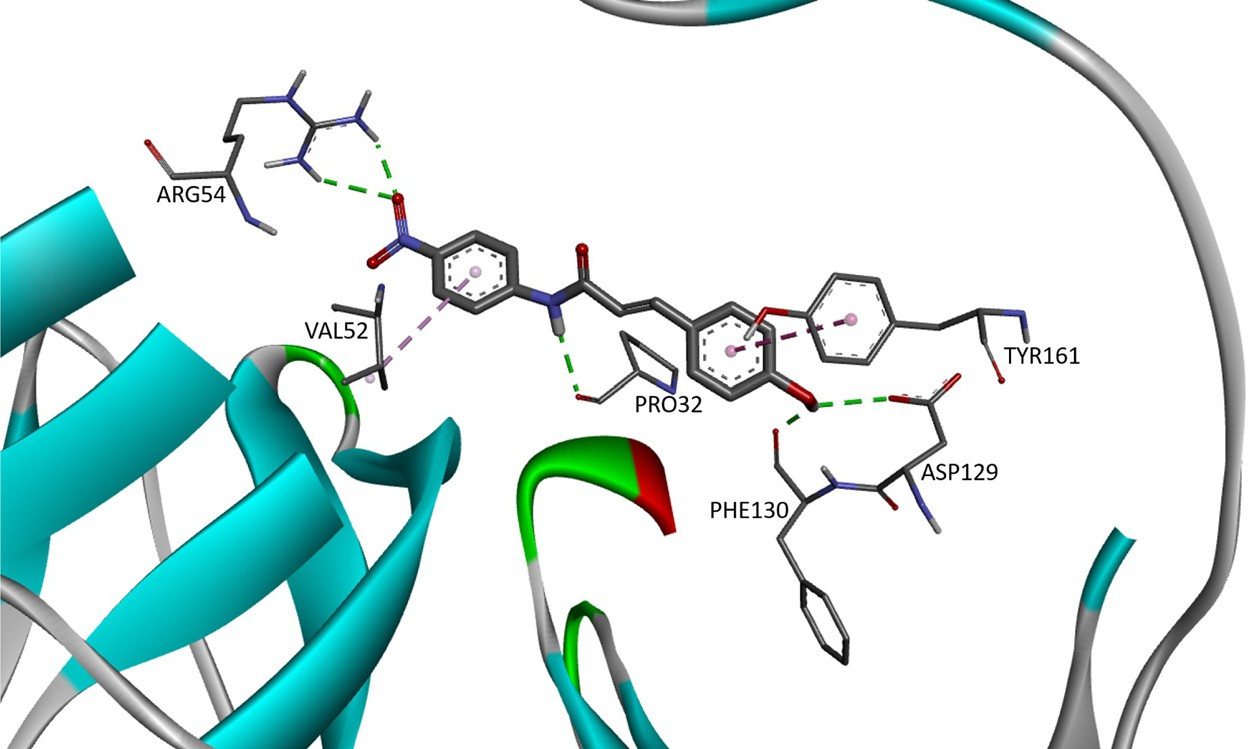 ARG54
VAL52
TYR161
PRO32
ASP129
PHE130